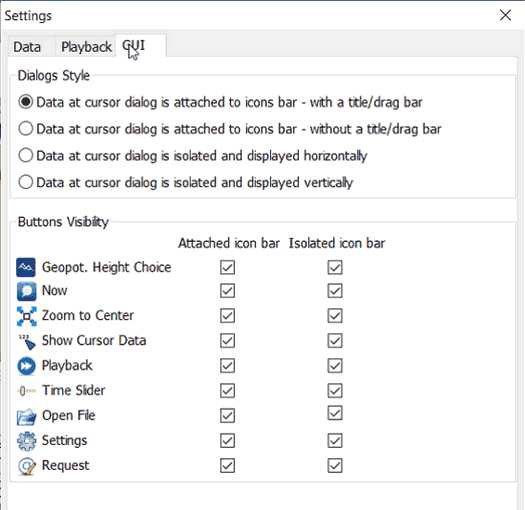 Settings
Data Playback GUI
Dialogs Style
Data at cursor dialog is attached to icons bar - with a title/drag bar
Data at cursor dialog is attached to icons bar - without a title/drag bar
Data at cursor dialog is isolated and displayed horizontally
Data at cursor dialog is isolated and displayed vertically
Buttons Visibility
Attached icon bar Isolated icon bar
Geopot. Height Choice
Now
Zoom to Center
123 Show Cursor Data
Playback
Time Slider
Open File
Settings
Request